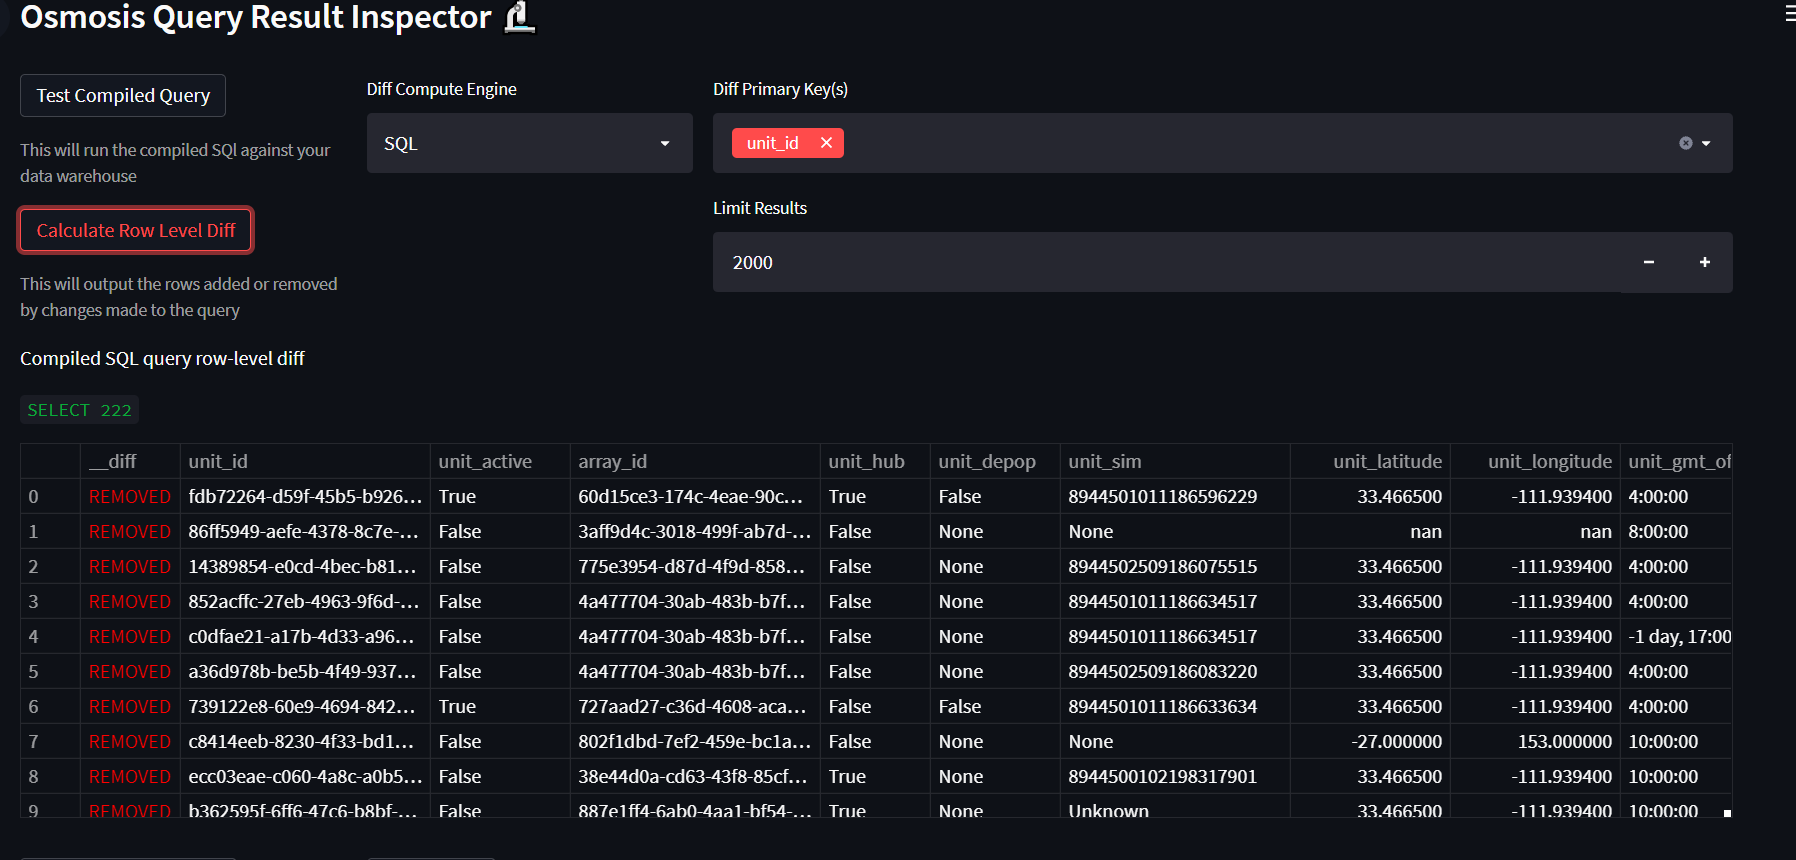 Osmosis Query Result Inspector
Test Compiled Query
This will run the compiled SQl against your
data warehouse
Calculate Row Level Diff
This will output the rows added or removed
by changes made to the query
Diff Compute Engine
SQL
Diff Primary Key(s)
unit_id
Limit Results
2000
Compiled SQL query row-level diff
SELECT 222
__diff unit_id unit_active array_id unit_hub unit_depop unit_sim unit_latitude unit_longitude unit_gmt_of
0 REMOVED fdb72264-d59f-45b5-b926... True 60d15ce3-174c-4eae-90c... True False 8944501011186596229 33.466500 -111.939400 4:00:00
1 REMOVED 86ff5949-aefe-4378-8c7e-... False 3aff9d4c-3018-499f-ab7d-... False None None nan nan 8:00:00
2 REMOVED 14389854-e0cd-4bec-b81... False 775e3954-d87d-4f9d-858... False None 8944502509186075515 33.466500 -111.939400 4:00:00
3 REMOVED 852acffc-27eb-4963-9f6d-... False 4a477704-30ab-483b-b7f... False None 8944501011186634517 33.466500 -111.939400 4:00:00
4 REMOVED c0dfae21-a17b-4d33-a96... False 4a477704-30ab-483b-b7f... False None 8944501011186634517 33.466500 -111.939400 -1 day, 17:00
5 REMOVED a36d978b-be5b-4f49-937... False 4a477704-30ab-483b-b7f... False None 8944502509186083220 33.466500 -111.939400 4:00:00
6 REMOVED 739122e8-60e9-4694-842... True 727aad27-c36d-4608-aca... False False 8944501011186633634 33.466500 -111.939400 4:00:00
7 REMOVED c8414eeb-8230-4f33-bd1... False 802f1dbd-7ef2-459e-bc1a... False None None -27.000000 153.000000 10:00:00
8 REMOVED ecc03eae-c060-4a8c-a0b5... False 38e44d0a-cd63-43f8-85cf... True None 8944500102198317901 33.466500 -111.939400 10:00:00
9 REMOVED b362595f-6ff6-47c6-b8bf-... False 887e1ff4-6ab0-4aa1-bf54-... True None Unknown 33.466500 -111.939400 10:00:00